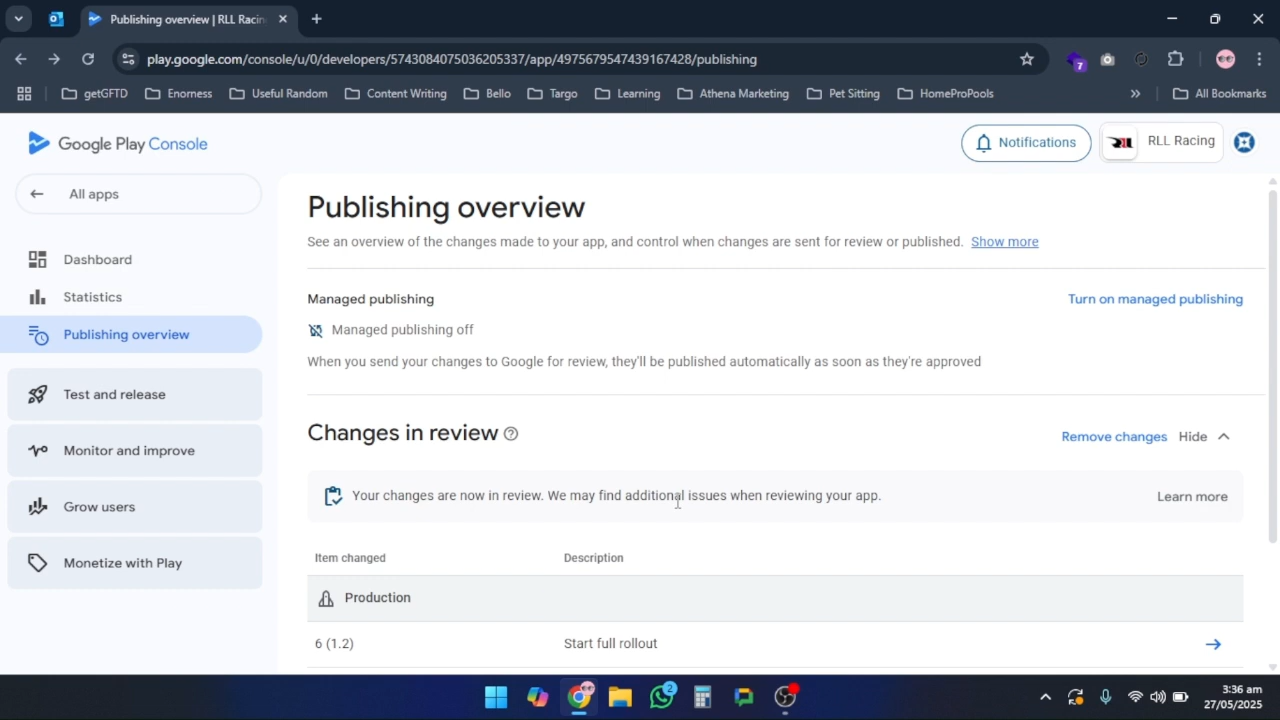 Publishing overview | RLL Racin
play.google.com/console/u/0/developers/5743084075036205337/app/4975679547439167428/publishing
7
getGFTD
Enorness
Useful Random
Content Writing
Bello
Targo
Learning
Athena Marketing
Pet Sitting
HomeProPools
»
All Bookmarks
Google Play Console
Notifications
RLL Racing
All apps
Dashboard
Statistics
Publishing overview
Test and release
Monitor and improve
Grow users
Monetize with Play
Publishing overview
See an overview of the changes made to your app, and control when changes are sent for review or published. Show more
Managed publishing
Turn on managed publishing
Managed publishing off
When you send your changes to Google for review, they'll be published automatically as soon as they're approved
Changes in review
Remove changes
Hide
Your changes are now in review. We may find additional issues when reviewing your app.
Learn more
Item changed
Description
Production
6 (1.2)
Start full rollout
2
3:36 am
27/05/2025